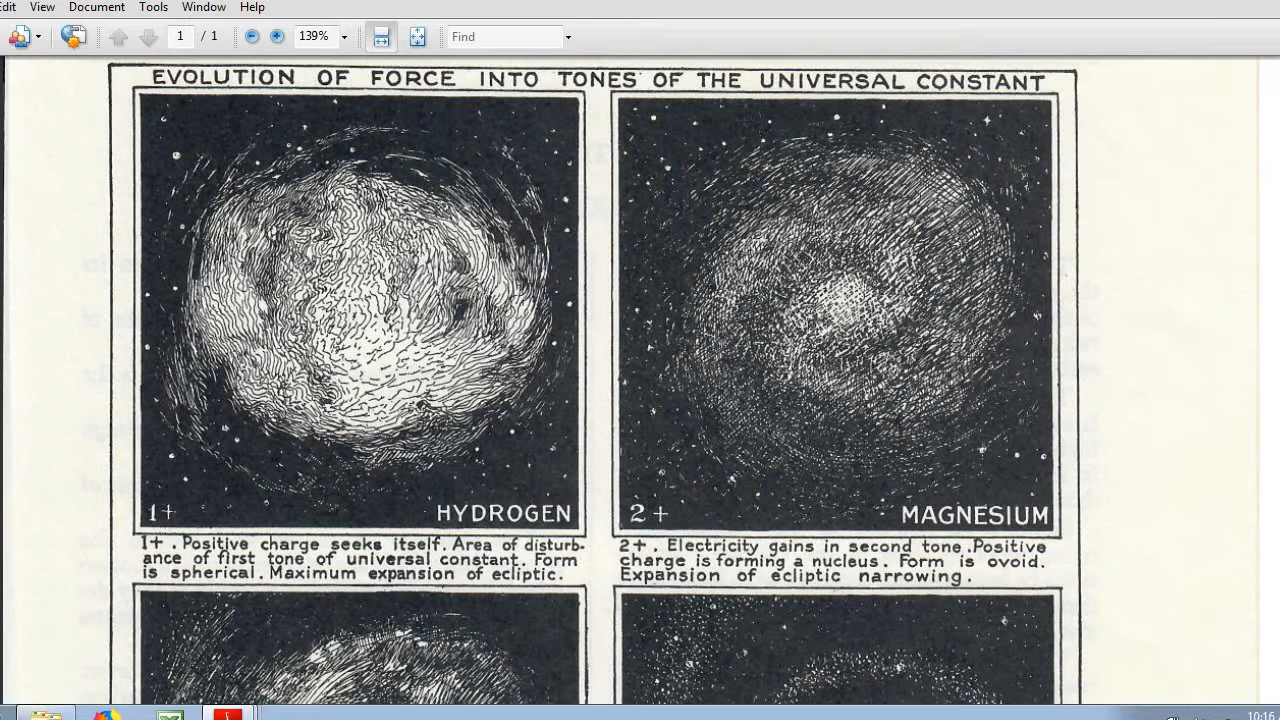 Edit View Document Tools Window Help
1 / 1 139% Find
EVOLUTION OF FORCE INTO TONES OF THE UNIVERSAL CONSTANT
1+ HYDROGEN
1+. Positive charge seeks itself. Area of disturb-
ance of first tone of universal constant. Form
is spherical. Maximum expansion of ecliptic.
2+ MAGNESIUM
2+. Electricity gains in second tone. Positive
charge is forming a nucleus. Form is ovoid.
Expansion of ecliptic narrowing.
10:16